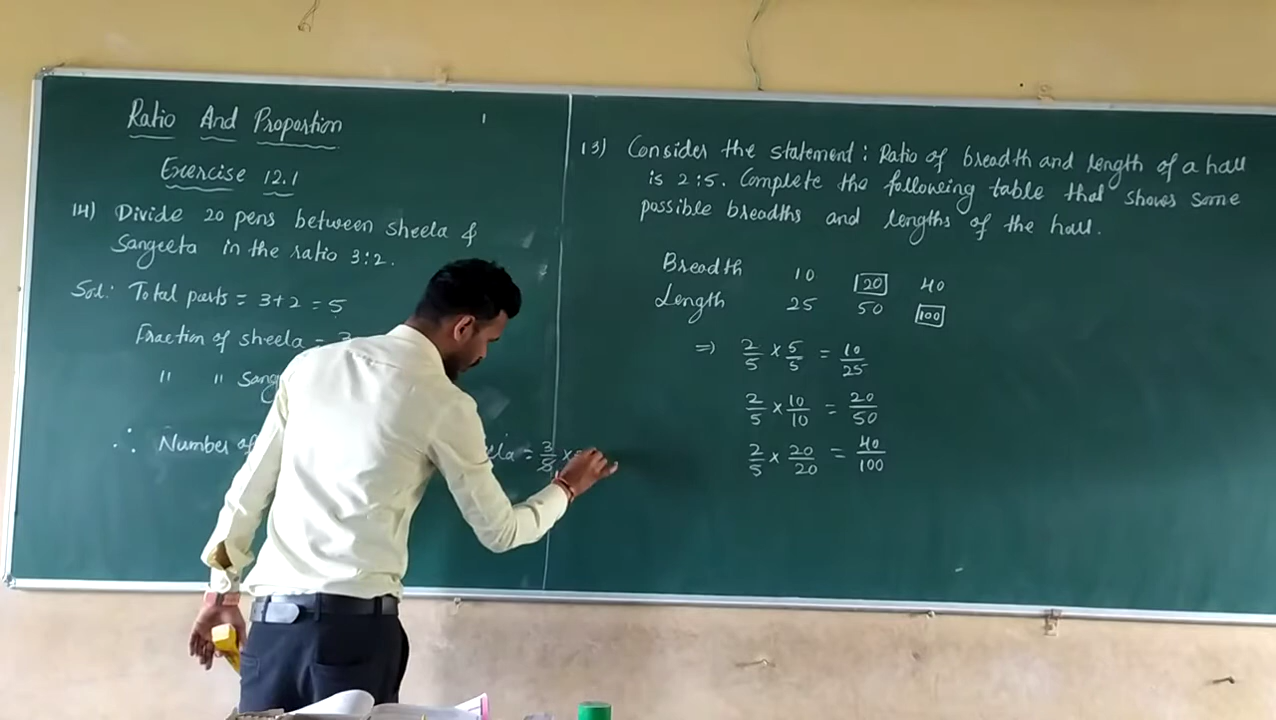 Ratio And Proportion
Exercise 12.1
14) Divide 20 pens between sheela &
Sangeeta in the ratio 3:2.
Sol: Total parts = 3+2 = 5
Fraction of sheela =
" " Sang
∴ Number of
ela = 3/5 ×
13) Consider the statement: Ratio of breadth and length of a hall
is 2:5. Complete the following table that shows some
possible breadths and lengths of the hall.
Breadth 10 20 40
Length 25 50 100
=) 2/5 × 5/5 = 10/25
2/5 × 10/10 = 20/50
2/5 × 20/20 = 40/100